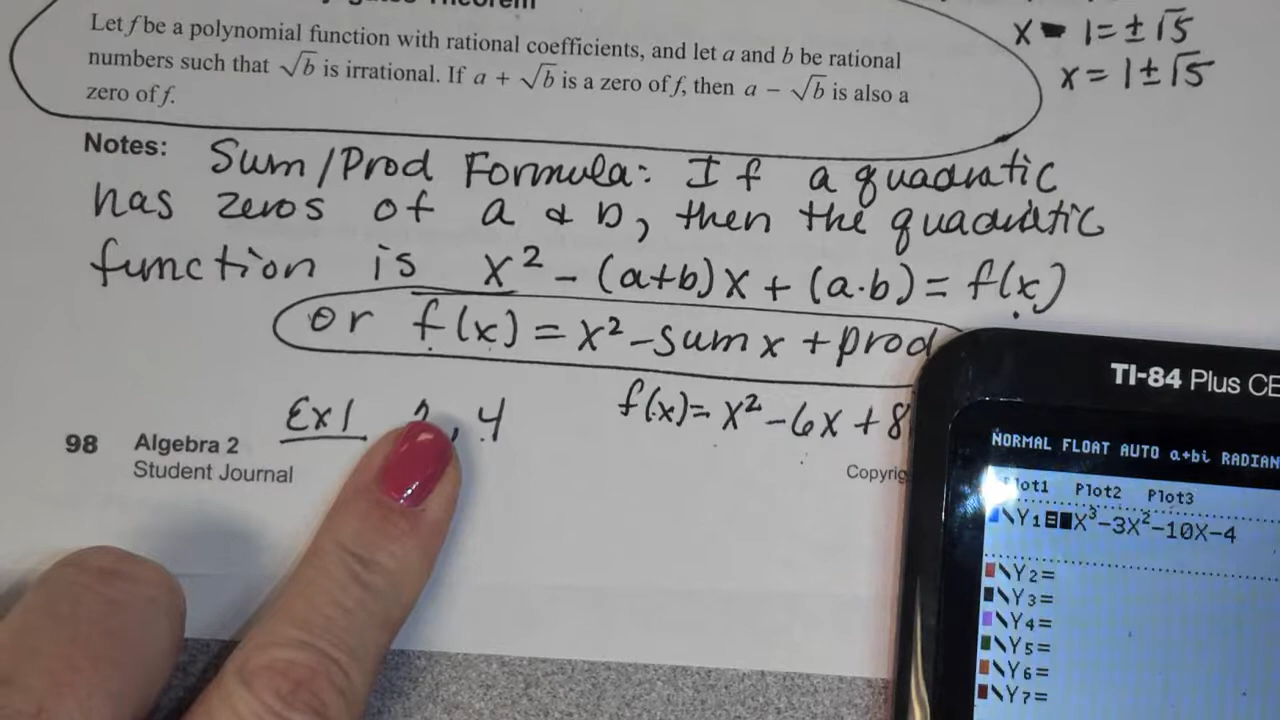 Theorem
Let f be a polynomial function with rational coefficients, and let a and b be rational
numbers such that √b is irrational. If a + √b is a zero of f, then a − √b is also a
zero of f.
x - 1 = ± √5
x = 1 ± √5
Notes: Sum/Prod Formula: If a quadratic
has zeros of a & b, then the quadratic
function is x² - (a+b)x + (a·b) = f(x)
or f(x) = x² - sum x + prod
Ex 1 , 4 f(x) = x² - 6x + 8
98 Algebra 2
Student Journal
TI-84 Plus CE
NORMAL FLOAT AUTO a+bi RADIAN
Plot1 Plot2 Plot3
\Y1=X³-3X²-10X-4
\Y2=
\Y3=
\Y4=
\Y5=
\Y6=
\Y7=